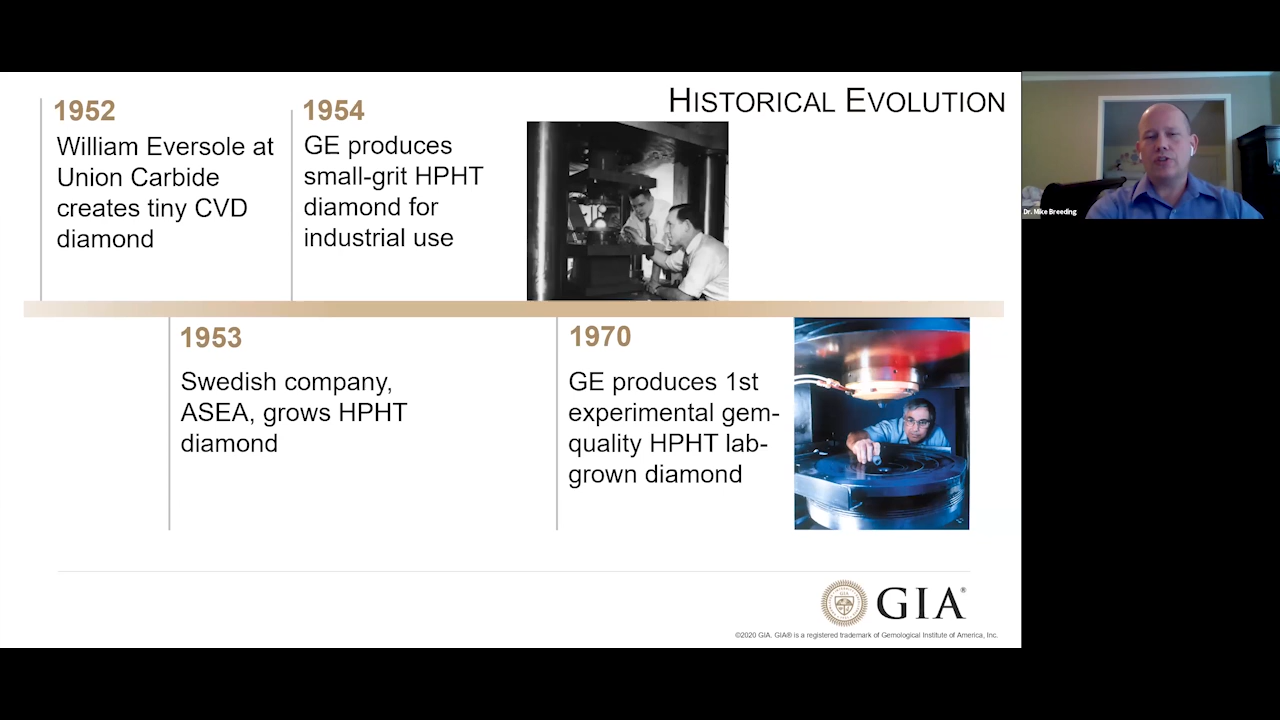 HISTORICAL EVOLUTION
1952
William Eversole at
Union Carbide
creates tiny CVD
diamond
1954
GE produces
small-grit HPHT
diamond for
industrial use
1953
Swedish company,
ASEA, grows HPHT
diamond
1970
GE produces 1st
experimental gem-
quality HPHT lab-
grown diamond
GIA®
©2020 GIA. GIA® is a registered trademark of Gemological Institute of America, Inc.
Dr. Mike Breeding